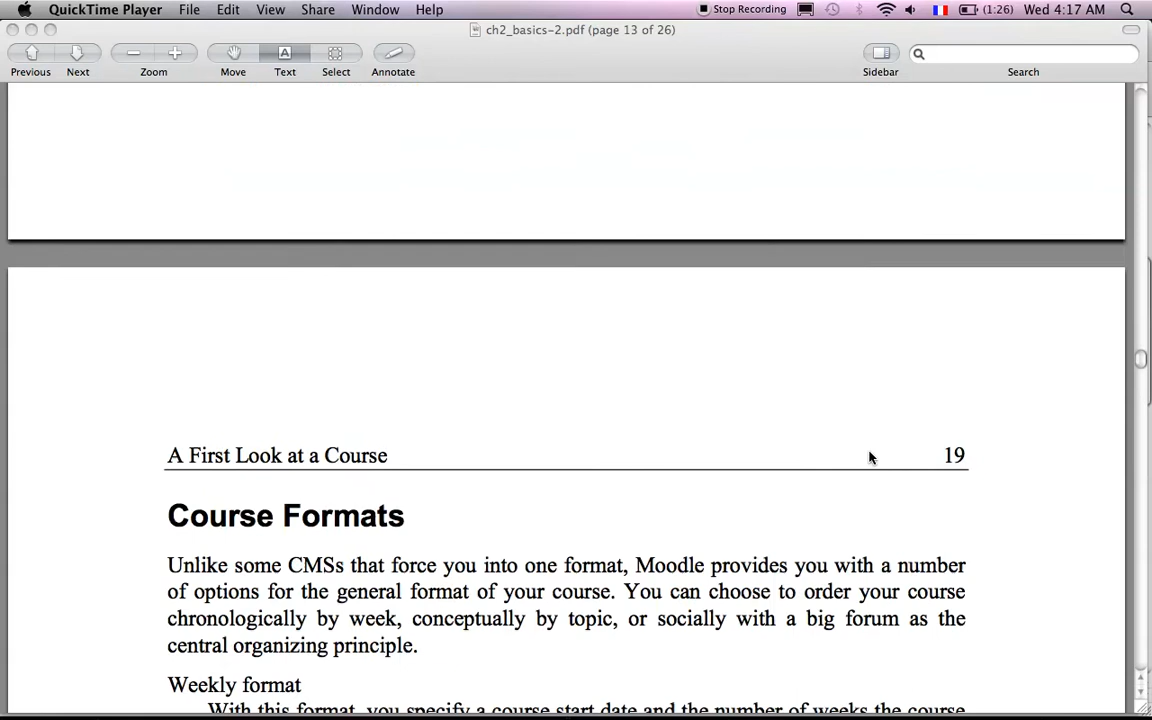 QuickTime Player File Edit View Share Window Help Stop Recording (1:26) Wed 4:17 AM
ch2_basics-2.pdf (page 13 of 26)
Previous Next Zoom Move Text Select Annotate Sidebar Search
A First Look at a Course 19
Course Formats
Unlike some CMSs that force you into one format, Moodle provides you with a number
of options for the general format of your course. You can choose to order your course
chronologically by week, conceptually by topic, or socially with a big forum as the
central organizing principle.
Weekly format
With this format, you specify a course start date and the number of weeks the course